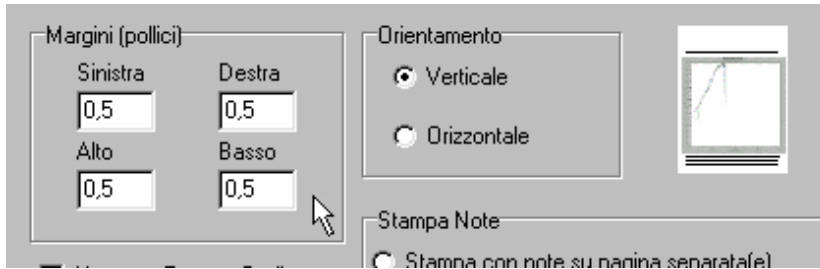 Margini (pollici)
Sinistra Destra
0,5 0,5
Alto Basso
0,5 0,5
Orientamento
Verticale
Orizzontale
Stampa Note
Stampa con note su pagina separata(e)